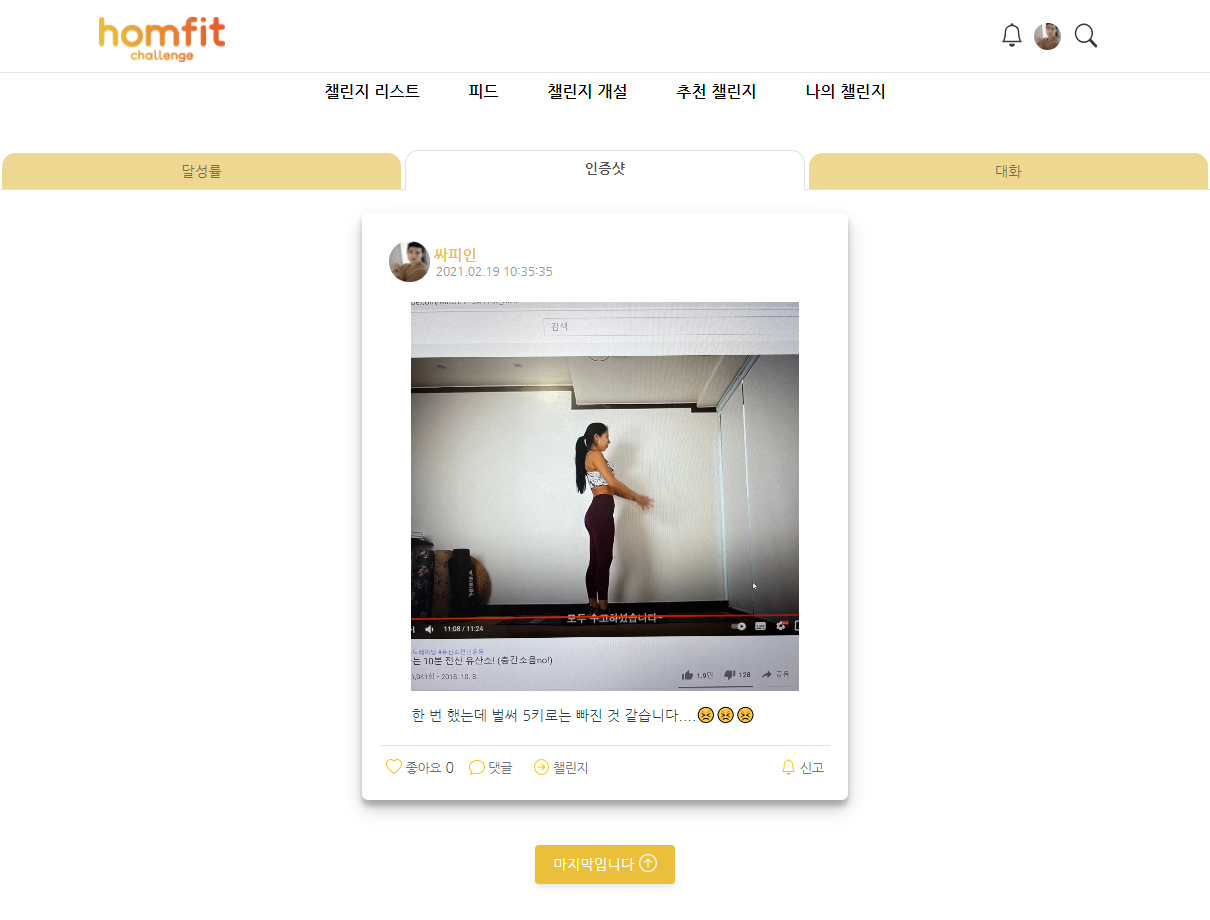 homfit
challenge
챌린지 리스트 피드 챌린지 개설 추천 챌린지 나의 챌린지
달성률 인증샷 대화
싸피인
2021.02.19 10:35:35
검색
모두 수고하셨습니다~
11:08 / 11:24
는 10분 전신 유산소! (층간소음no!)
2018. 10. 8.
1.9만 128 공유
한 번 했는데 벌써 5키로는 빠진 것 같습니다....😣😣😣
좋아요 0 댓글 챌린지 신고
마지막입니다